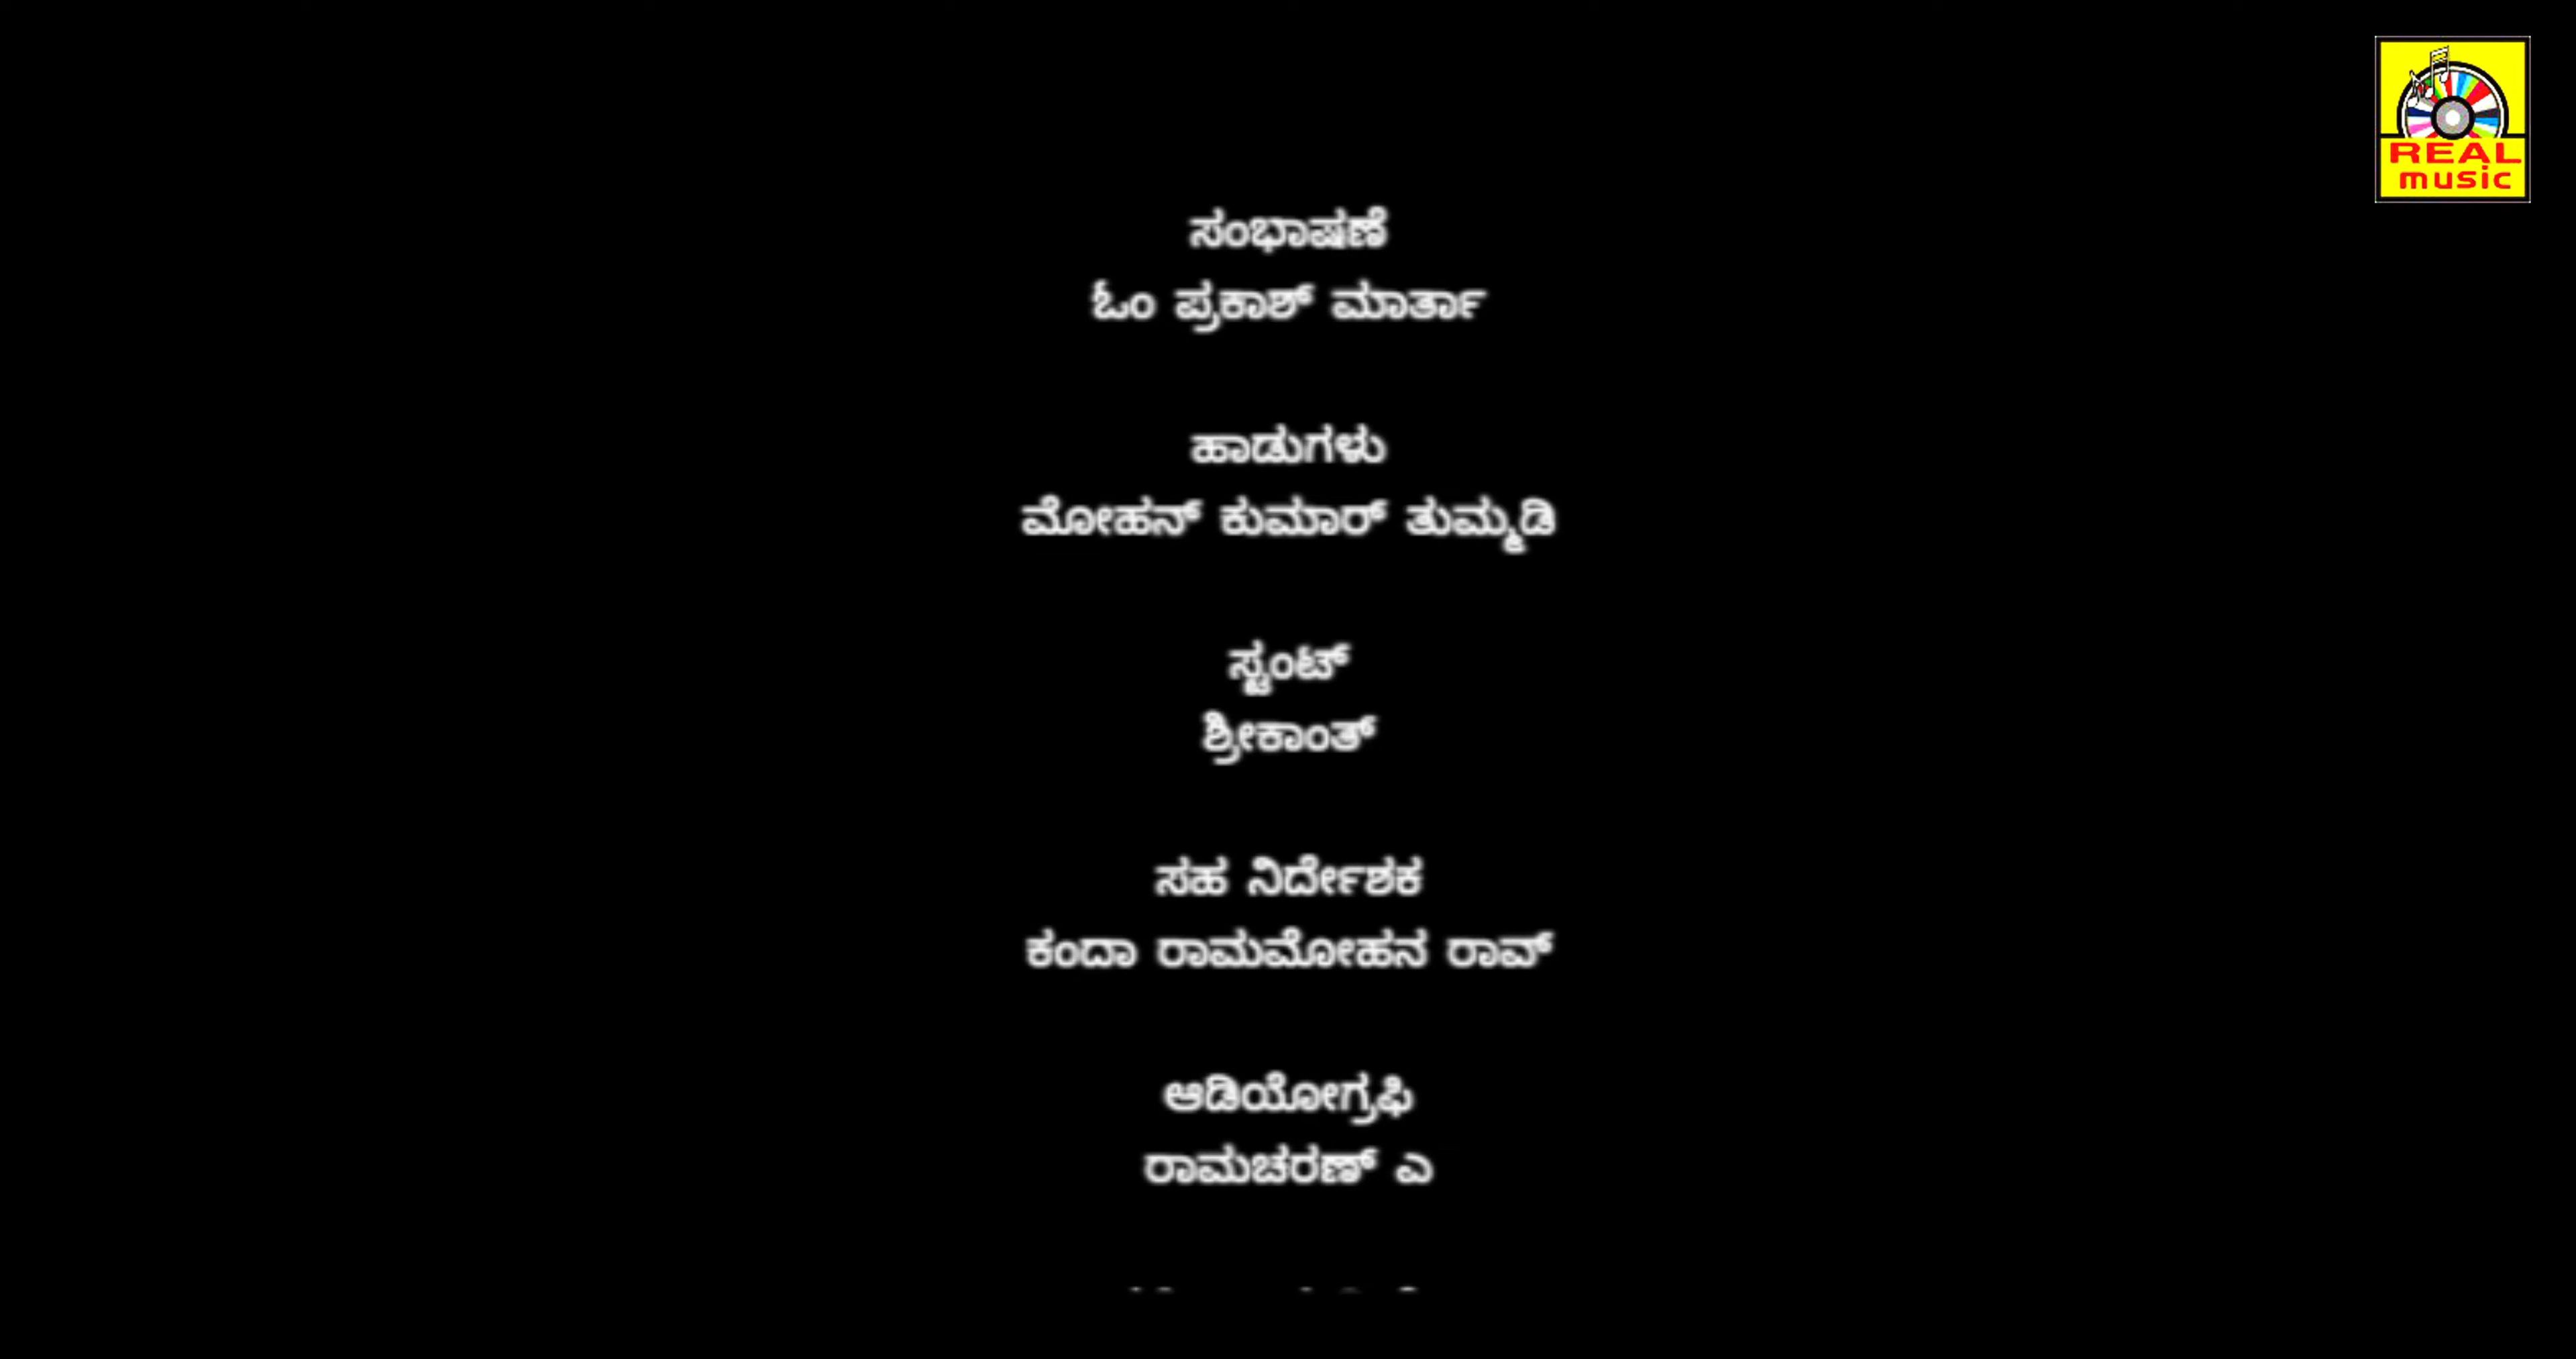 REAL
music
ಸಂಭಾಷಣೆ
ಓಂ ಪ್ರಕಾಶ್ ಮಾರ್ತಾ
ಹಾಡುಗಳು
ಮೋಹನ್ ಕುಮಾರ್ ತುಮ್ಮಡಿ
ಸ್ಟಂಟ್
ಶ್ರೀಕಾಂತ್
ಸಹ ನಿರ್ದೇಶಕ
ಕಂದಾ ರಾಮಮೋಹನ ರಾವ್
ಆಡಿಯೋಗ್ರಫಿ
ರಾಮಚರಣ್ ಎ